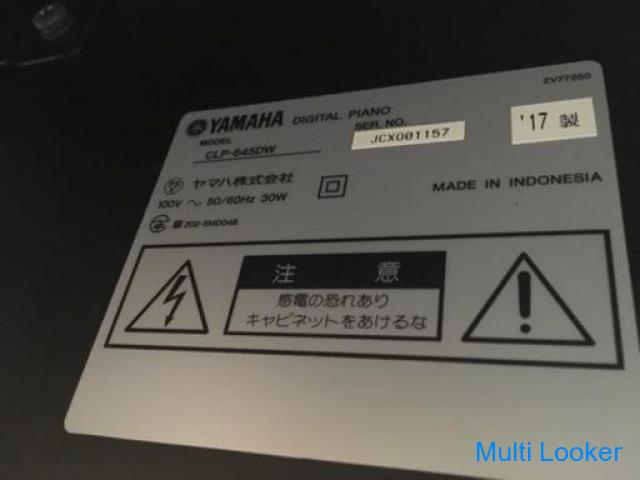 ZV77250
YAMAHA DIGITAL PIANO
MODEL CLP-645DW
SER.NO. JCX001157
'17 製
ヤマハ株式会社
100V ～ 50/60Hz 30W
MADE IN INDONESIA
202-SMD048
注 意
感電の恐れあり
キャビネットをあけるな
Multi Looker